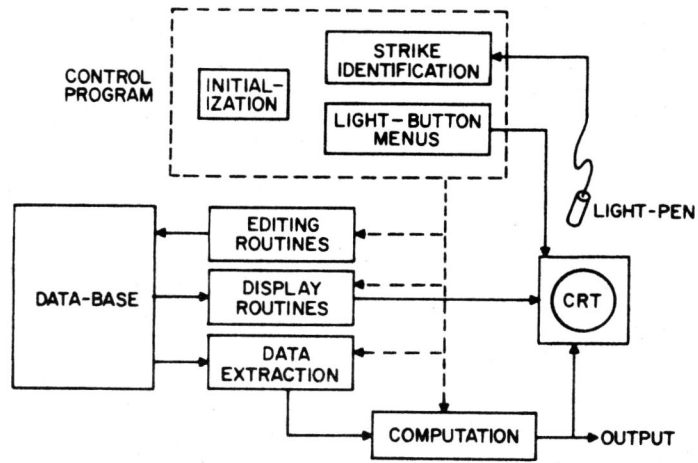 CONTROL
PROGRAM
INITIAL-
IZATION
STRIKE
IDENTIFICATION
LIGHT-BUTTON
MENUS
LIGHT-PEN
DATA-BASE
EDITING
ROUTINES
DISPLAY
ROUTINES
DATA
EXTRACTION
CRT
COMPUTATION
OUTPUT